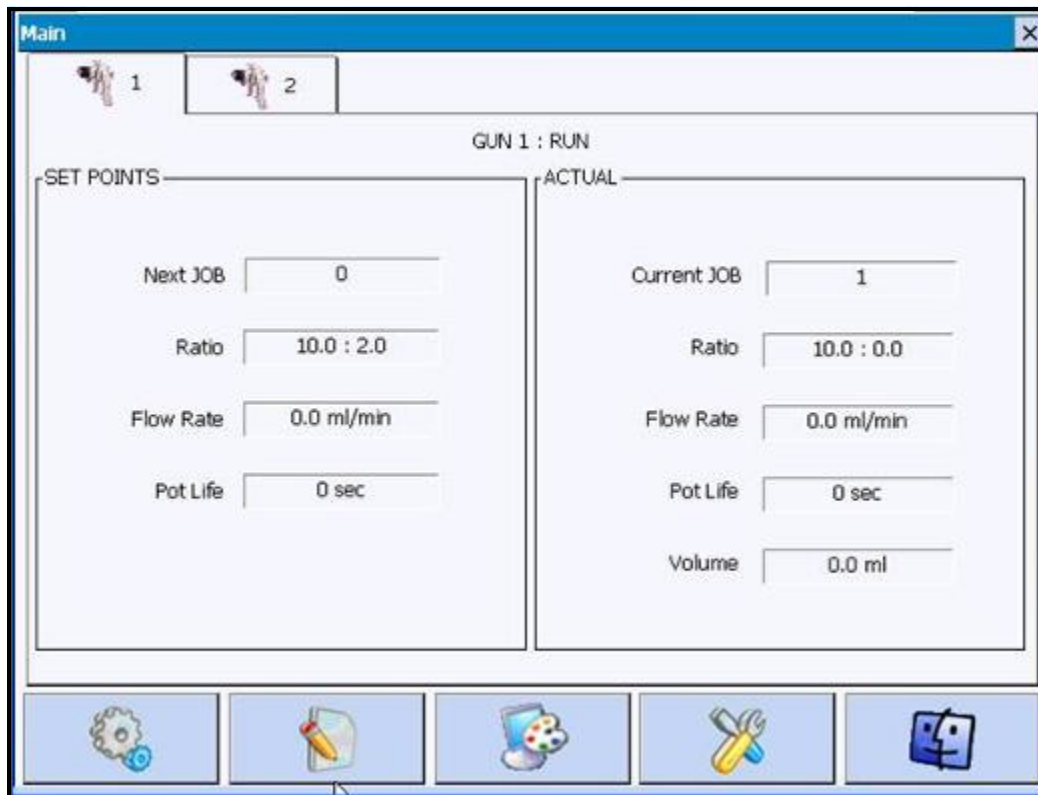 Main
1 2
GUN 1 : RUN
SET POINTS
Next JOB 0
Ratio 10.0 : 2.0
Flow Rate 0.0 ml/min
Pot Life 0 sec
ACTUAL
Current JOB 1
Ratio 10.0 : 0.0
Flow Rate 0.0 ml/min
Pot Life 0 sec
Volume 0.0 ml